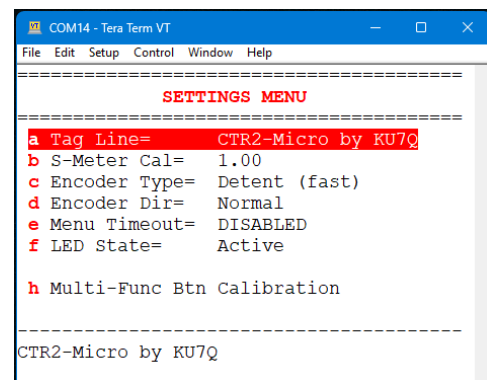 COM14 - Tera Term VT
File Edit Setup Control Window Help
================================================
SETTINGS MENU
================================================
a Tag Line= CTR2-Micro by KU7Q
b S-Meter Cal= 1.00
c Encoder Type= Detent (fast)
d Encoder Dir= Normal
e Menu Timeout= DISABLED
f LED State= Active
h Multi-Func Btn Calibration
------------------------------------------------
CTR2-Micro by KU7Q